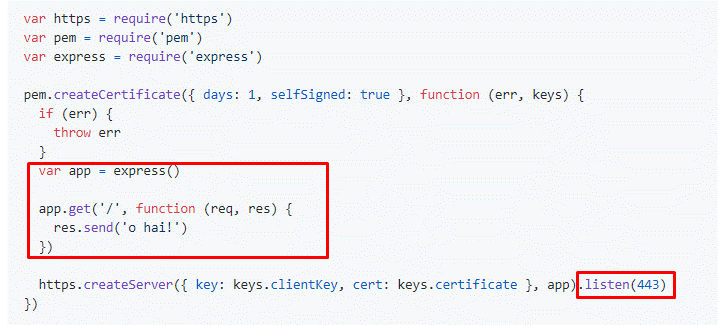 var https = require('https')
var pem = require('pem')
var express = require('express')
pem.createCertificate({ days: 1, selfSigned: true }, function (err, keys) {
if (err) {
throw err
}
var app = express()
app.get('/', function (req, res) {
res.send('o hai!')
})
https.createServer({ key: keys.clientKey, cert: keys.certificate }, app).listen(443)
})